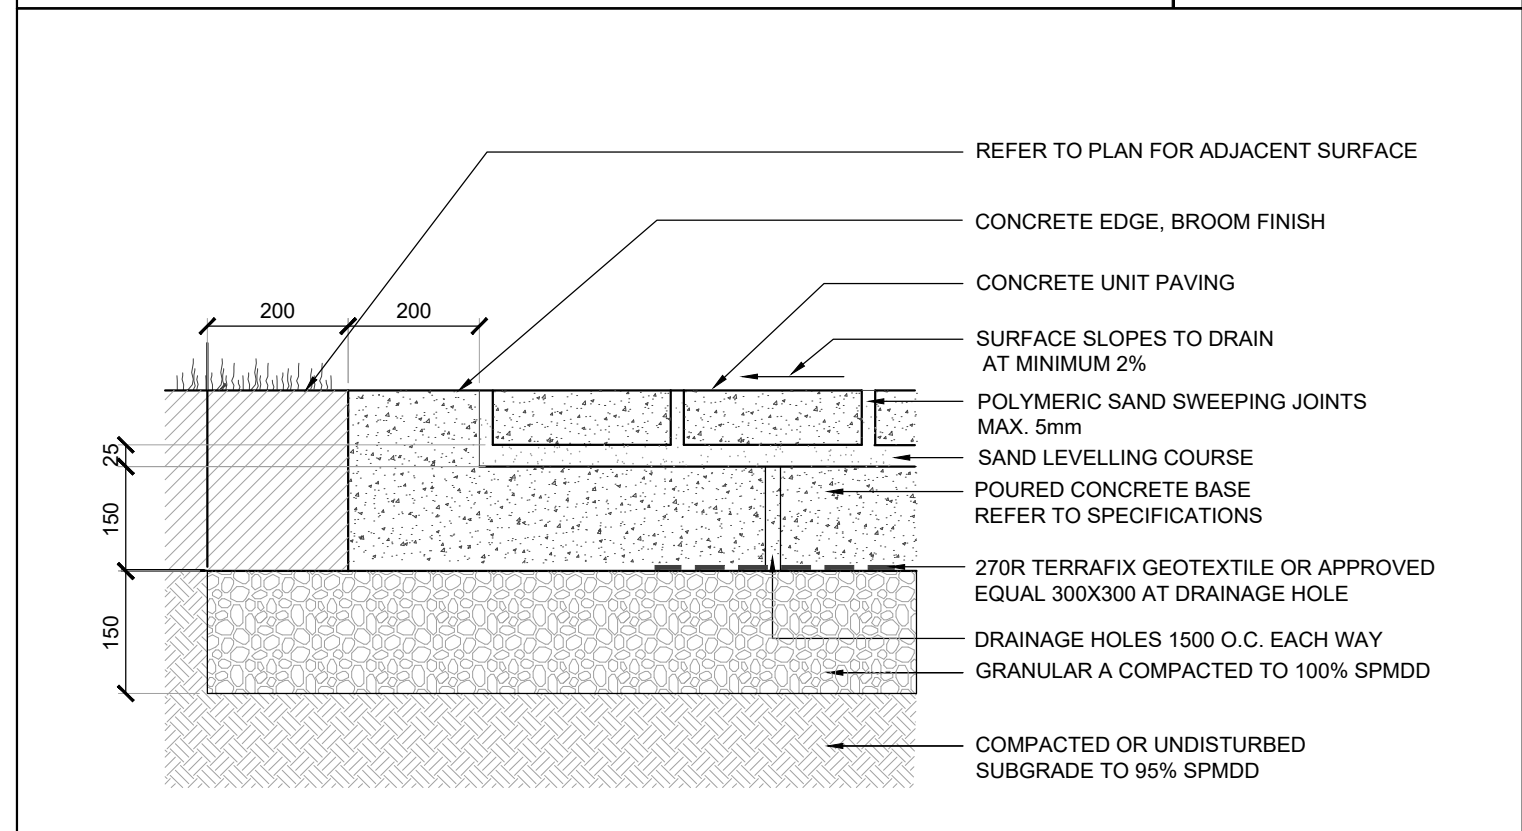 REFER TO PLAN FOR ADJACENT SURFACE
CONCRETE EDGE, BROOM FINISH
CONCRETE UNIT PAVING
200
200
SURFACE SLOPES TO DRAIN
AT MINIMUM 2%
POLYMERIC SAND SWEEPING JOINTS
MAX. 5mm
25
SAND LEVELLING COURSE
POURED CONCRETE BASE
REFER TO SPECIFICATIONS
150
270R TERRAFIX GEOTEXTILE OR APPROVED
EQUAL 300X300 AT DRAINAGE HOLE
150
DRAINAGE HOLES 1500 O.C. EACH WAY
GRANULAR A COMPACTED TO 100% SPMDD
COMPACTED OR UNDISTURBED
SUBGRADE TO 95% SPMDD